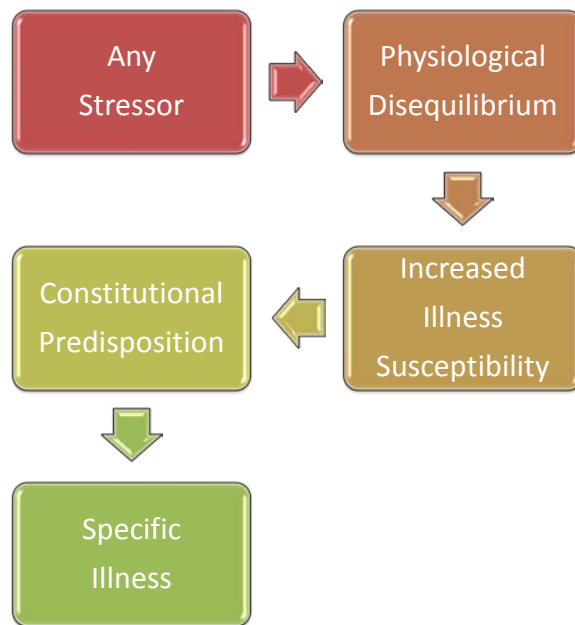 Any
Stressor
Physiological
Disequilibrium
Increased
Illness
Susceptibility
Constitutional
Predisposition
Specific
Illness